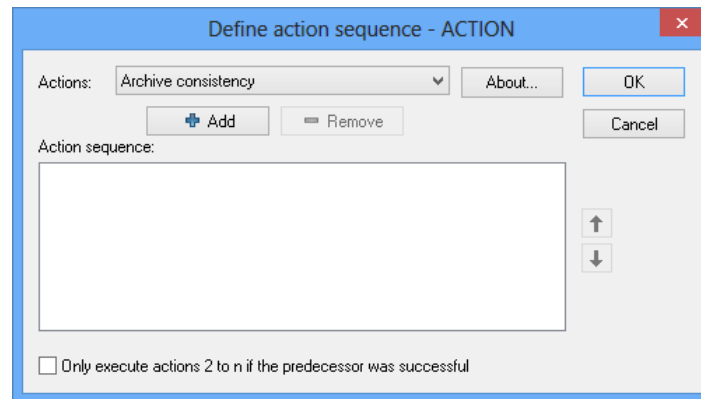 Define action sequence - ACTION
Actions: Archive consistency About... OK
Add Remove Cancel
Action sequence:
Only execute actions 2 to n if the predecessor was successful